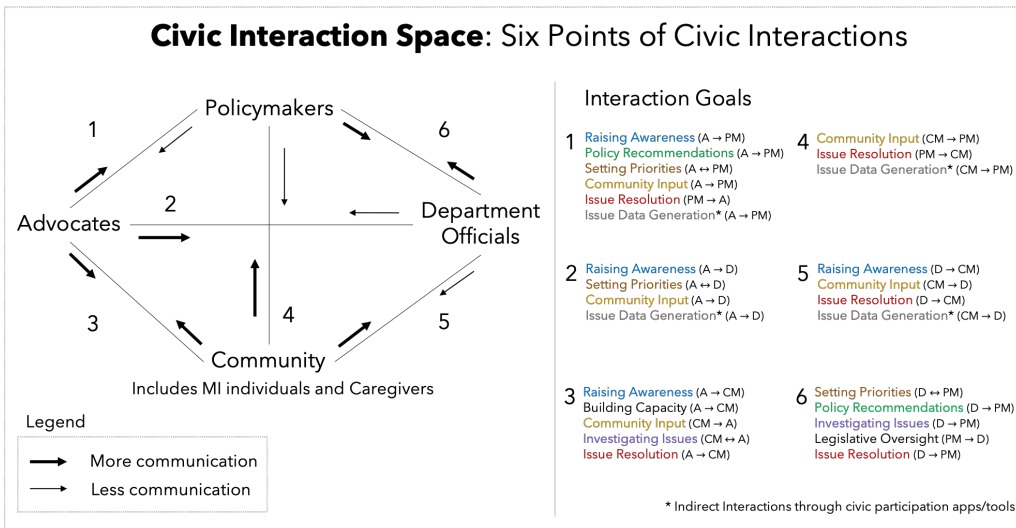 Civic Interaction Space: Six Points of Civic Interactions
Policymakers
1
6
Advocates
2
Department
Officials
3
4
5
Community
Includes MI individuals and Caregivers
Legend
More communication
Less communication
Interaction Goals
1
Raising Awareness (A → PM)
Policy Recommendations (A → PM)
Setting Priorities (A ↔ PM)
Community Input (A → PM)
Issue Resolution (PM → A)
Issue Data Generation* (A → PM)
4
Community Input (CM → PM)
Issue Resolution (PM → CM)
Issue Data Generation* (CM → PM)
2
Raising Awareness (A → D)
Setting Priorities (A ↔ D)
Community Input (A → D)
Issue Data Generation* (A → D)
5
Raising Awareness (D → CM)
Community Input (CM → D)
Issue Resolution (D → CM)
Issue Data Generation* (CM → D)
3
Raising Awareness (A → CM)
Building Capacity (A → CM)
Community Input (CM → A)
Investigating Issues (CM ↔ A)
Issue Resolution (A → CM)
6
Setting Priorities (D ↔ PM)
Policy Recommendations (D → PM)
Investigating Issues (D → PM)
Legislative Oversight (PM → D)
Issue Resolution (D → PM)
* Indirect Interactions through civic participation apps/tools